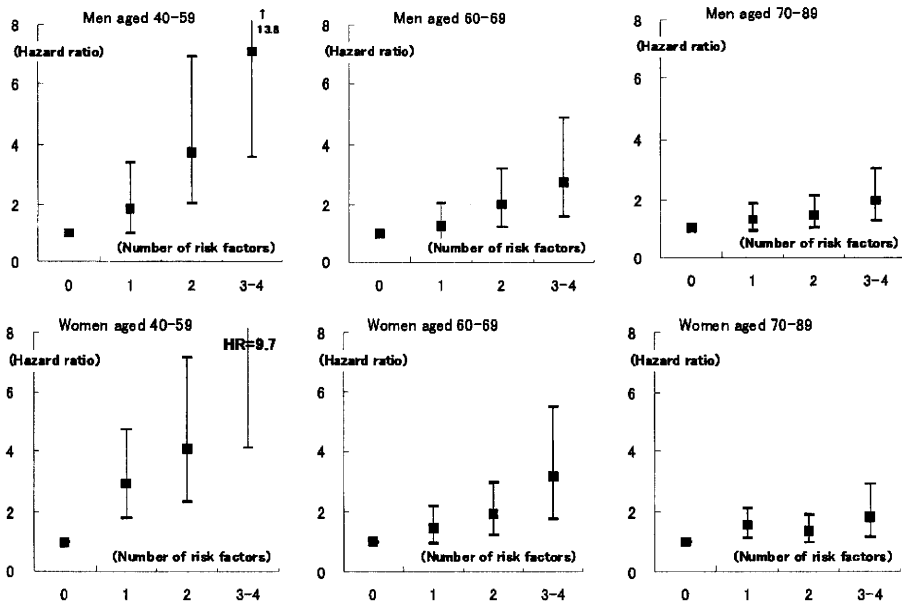 Men aged 40-59
8
(Hazard ratio)
6
4
2
0
↑
13.8
(Number of risk factors)
0 1 2 3-4
Men aged 60-69
8
(Hazard ratio)
6
4
2
0
(Number of risk factors)
0 1 2 3-4
Men aged 70-89
8
(Hazard ratio)
6
4
2
0
(Number of risk factors)
0 1 2 3-4
Women aged 40-59
8
(Hazard ratio)
6
4
2
0
HR=9.7
(Number of risk factors)
0 1 2 3-4
Women aged 60-69
8
(Hazard ratio)
6
4
2
0
(Number of risk factors)
0 1 2 3-4
Women aged 70-89
8
(Hazard ratio)
6
4
2
0
(Number of risk factors)
0 1 2 3-4